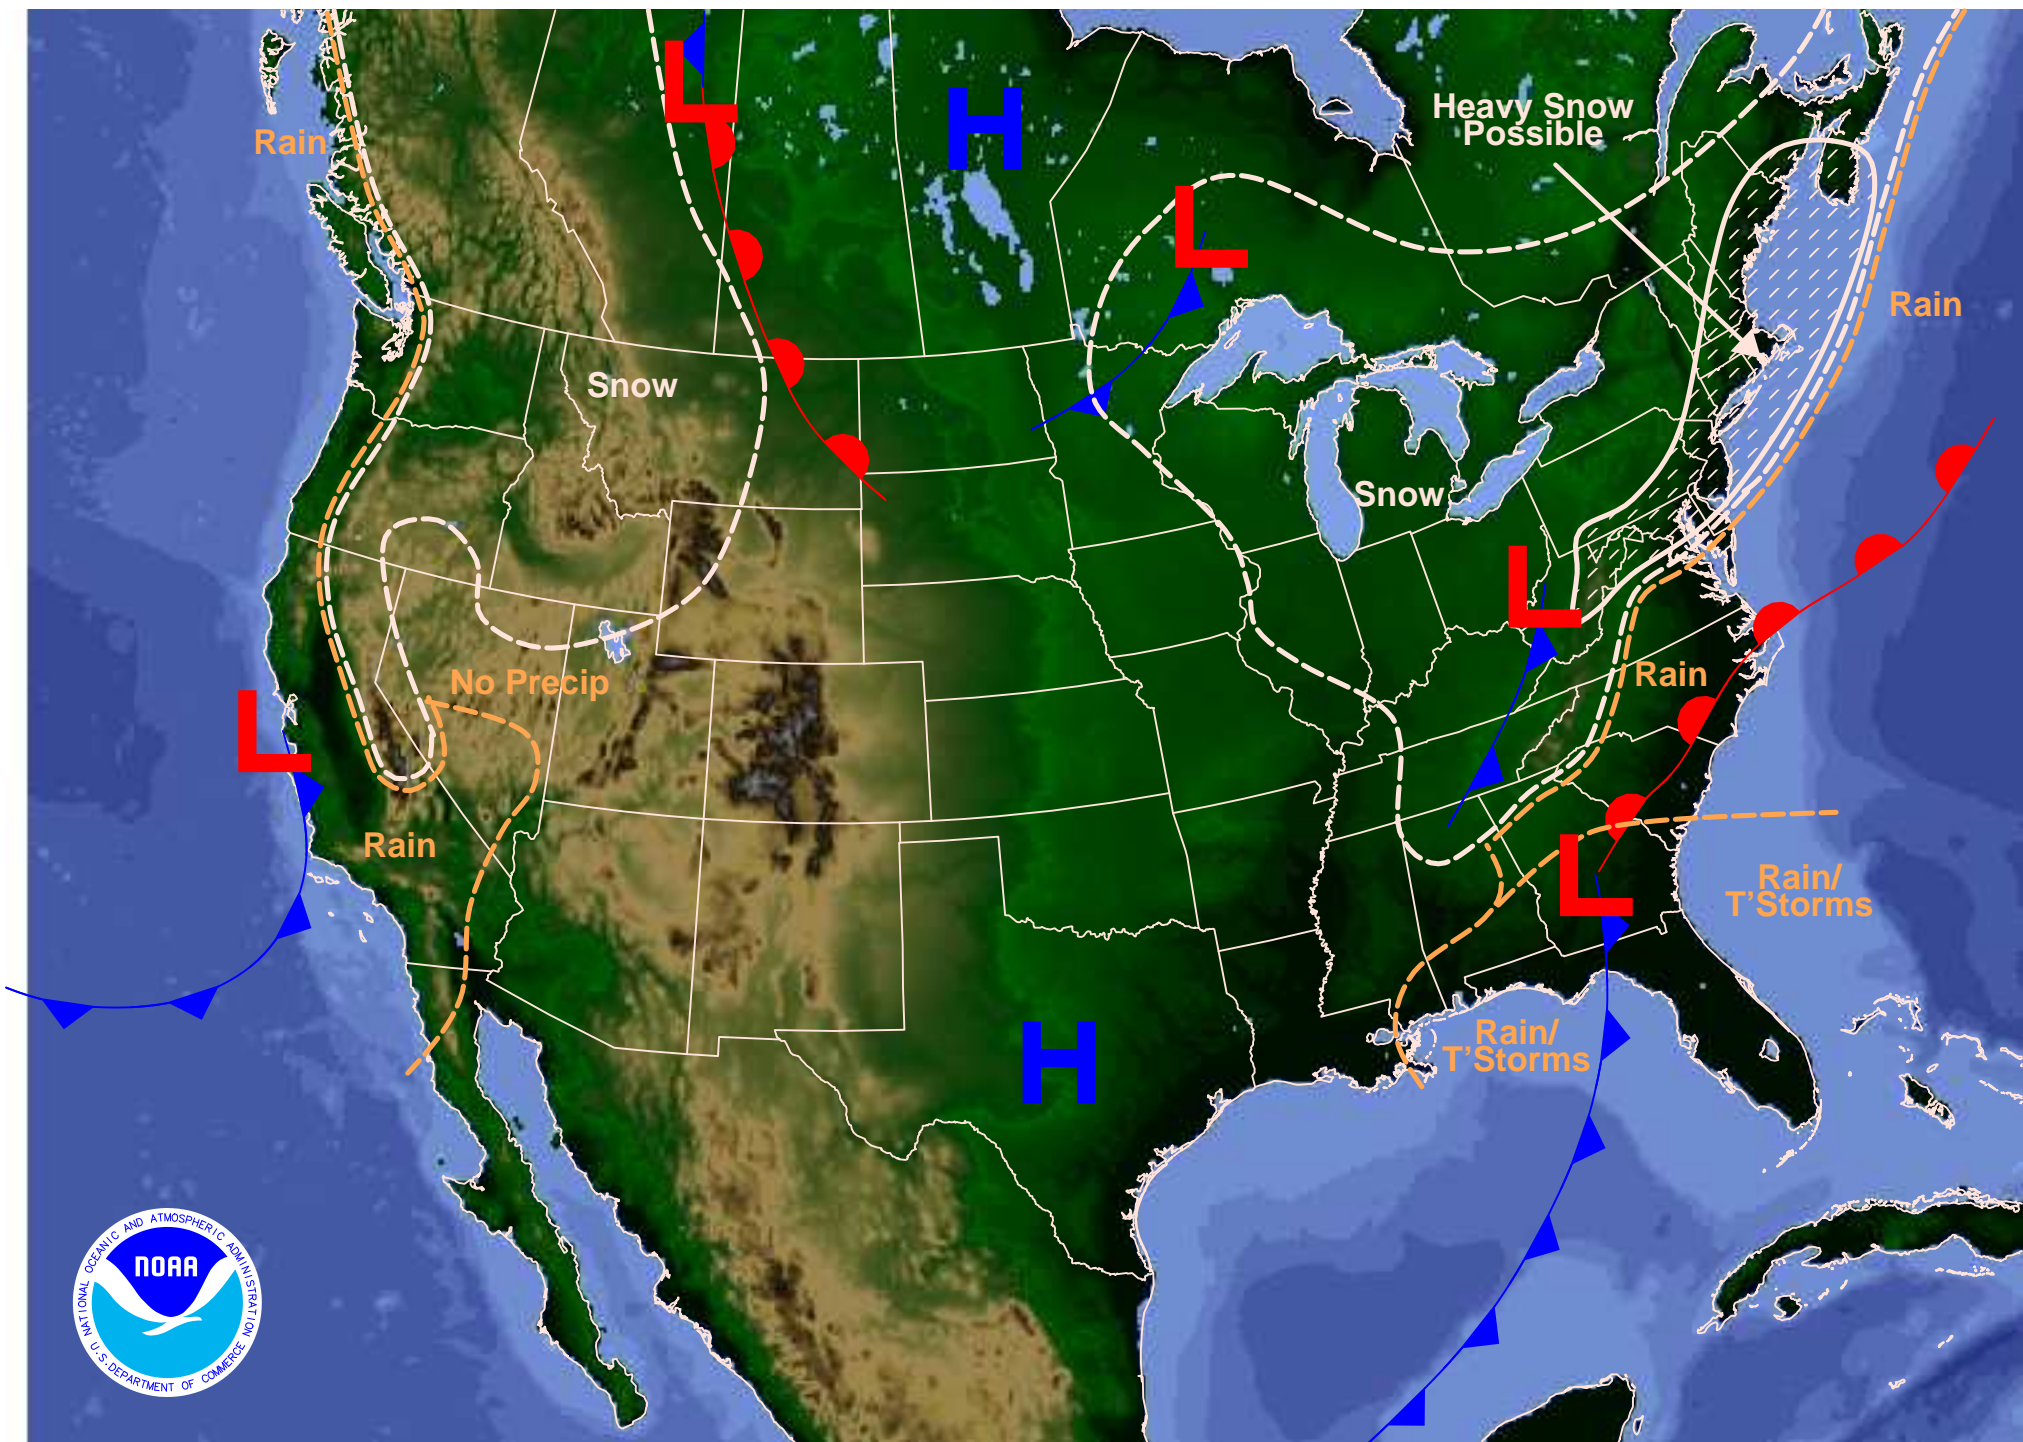 L
H
Heavy Snow
Possible
Rain
L
Rain
Snow
Snow
L
Rain
No Precip
L
Rain
L
Rain/
T'Storms
H
Rain/
T'Storms
NATIONAL OCEANIC AND ATMOSPHERIC ADMINISTRATION
NOAA
U.S. DEPARTMENT OF COMMERCE